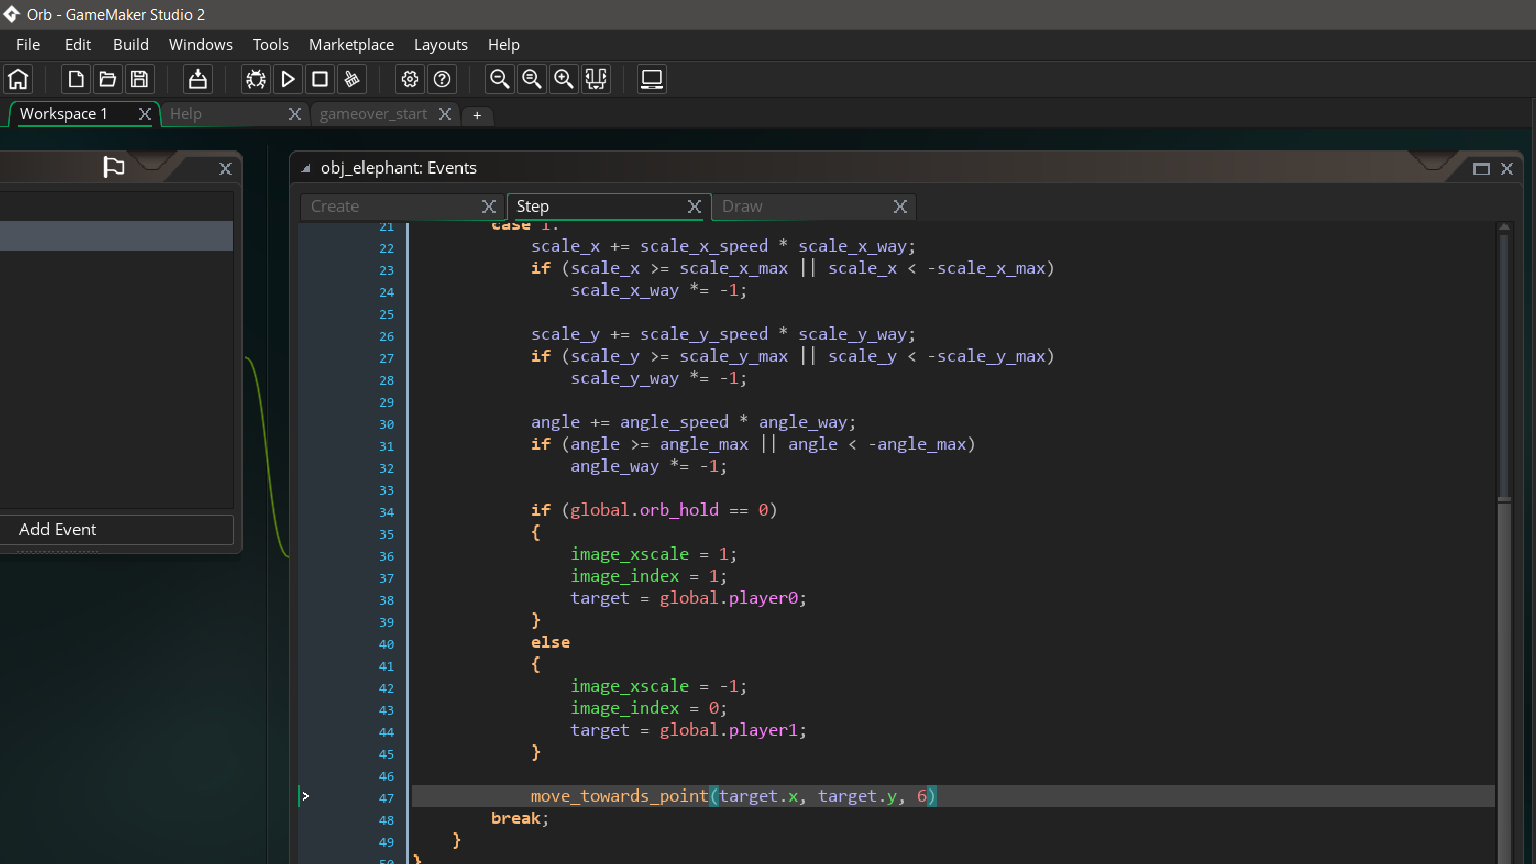 Orb - GameMaker Studio 2
File Edit Build Windows Tools Marketplace Layouts Help
Workspace 1 X Help X gameover_start X +
obj_elephant: Events
Create Step Draw
21 case 1:
22 scale_x += scale_x_speed * scale_x_way;
23 if (scale_x >= scale_x_max || scale_x < -scale_x_max)
24 scale_x_way *= -1;
25
26 scale_y += scale_y_speed * scale_y_way;
27 if (scale_y >= scale_y_max || scale_y < -scale_y_max)
28 scale_y_way *= -1;
29
30 angle += angle_speed * angle_way;
31 if (angle >= angle_max || angle < -angle_max)
32 angle_way *= -1;
33
34 if (global.orb_hold == 0)
35 {
36 image_xscale = 1;
37 image_index = 1;
38 target = global.player0;
39 }
40 else
41 {
42 image_xscale = -1;
43 image_index = 0;
44 target = global.player1;
45 }
46
47 move_towards_point(target.x, target.y, 6)
48 break;
49 }
50 }
Add Event